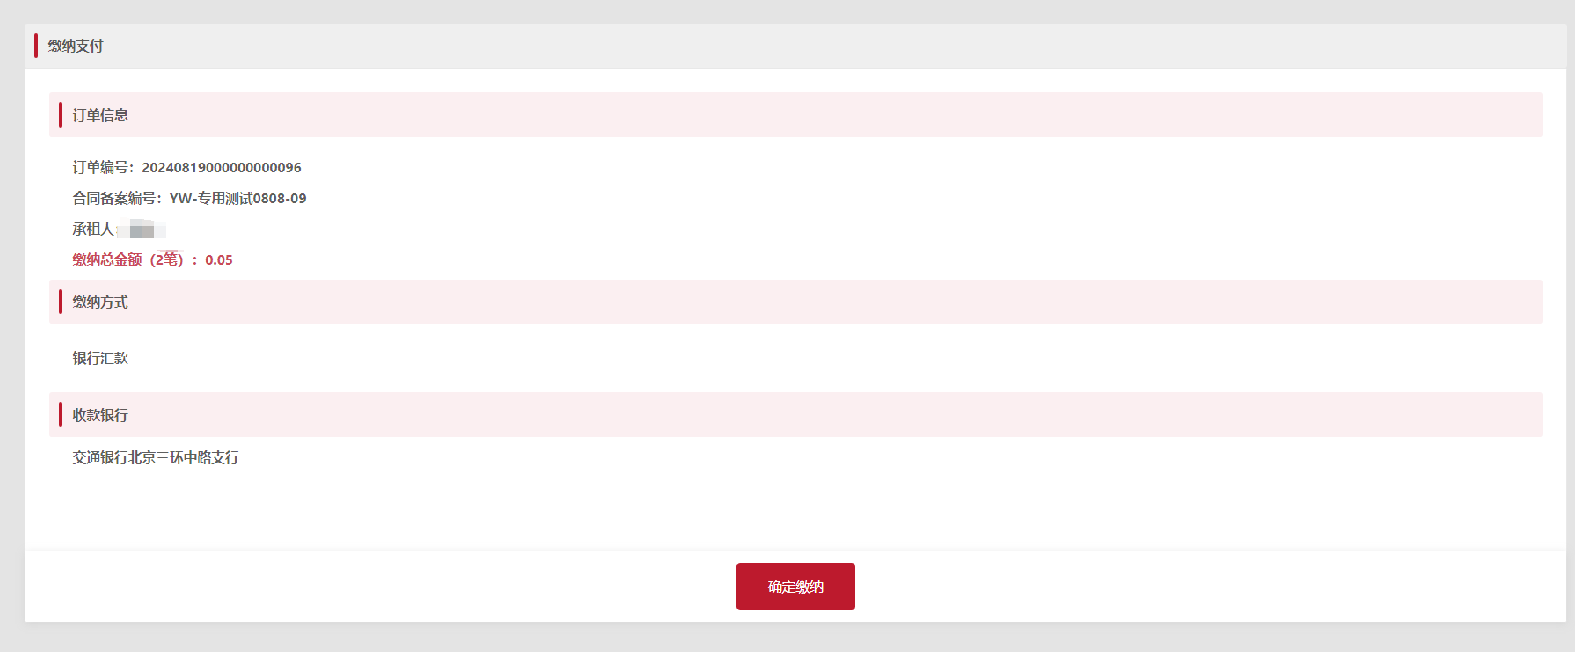 缴纳支付
订单信息
订单编号：20240819000000000096
合同备案编号：YW-专用测试0808-09
承租人：
缴纳总金额（2笔）：0.05
缴纳方式
银行汇款
收款银行
交通银行北京三环中路支行
确定缴纳